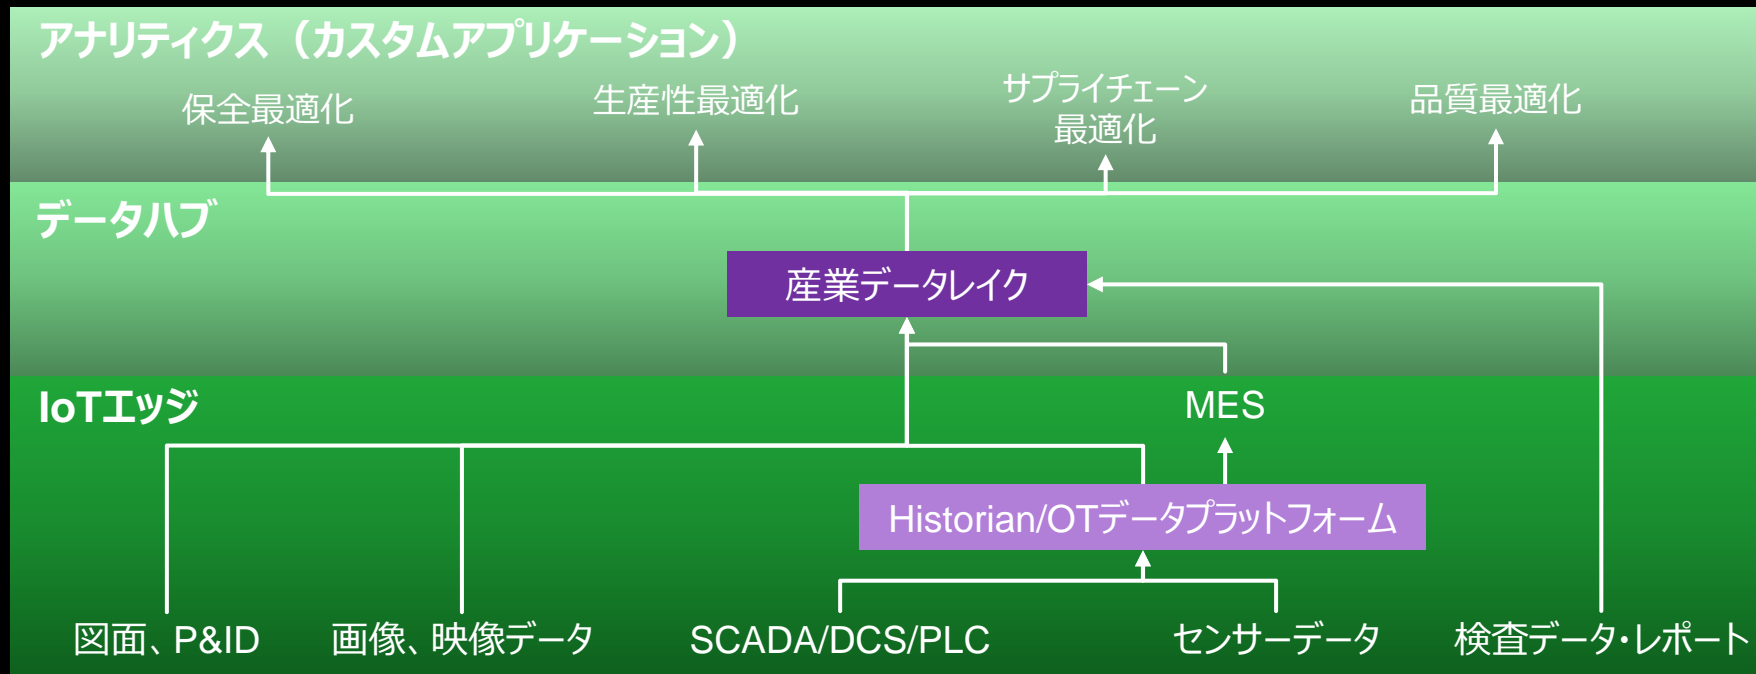 アナリティクス（カスタムアプリケーション）
保全最適化
生産性最適化
サプライチェーン
最適化
品質最適化
データハブ
産業データレイク
IoTエッジ
MES
Historian/OTデータプラットフォーム
図面、P&ID
画像、映像データ
SCADA/DCS/PLC
センサーデータ
検査データ・レポート